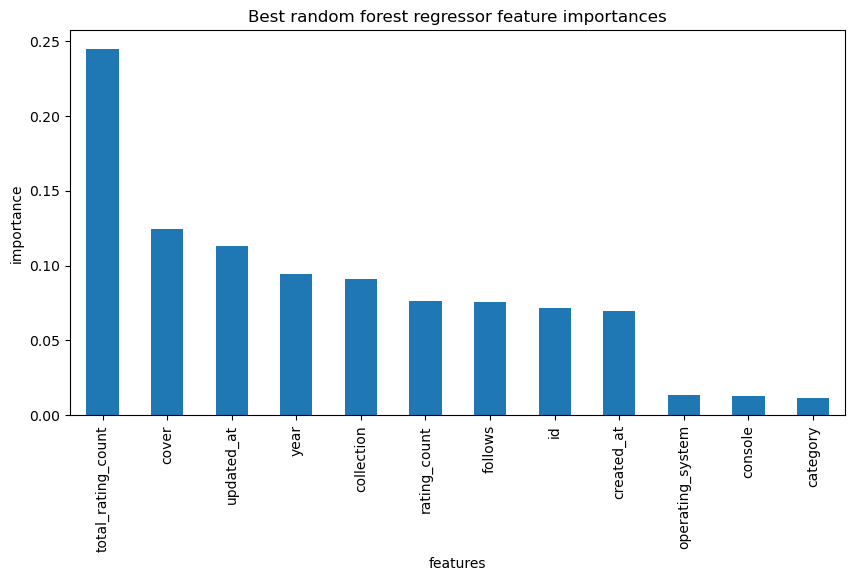 Best random forest regressor feature importances
importance
0.25
0.20
0.15
0.10
0.05
0.00
total_rating_count
cover
updated_at
year
collection
rating_count
follows
id
created_at
operating_system
console
category
features